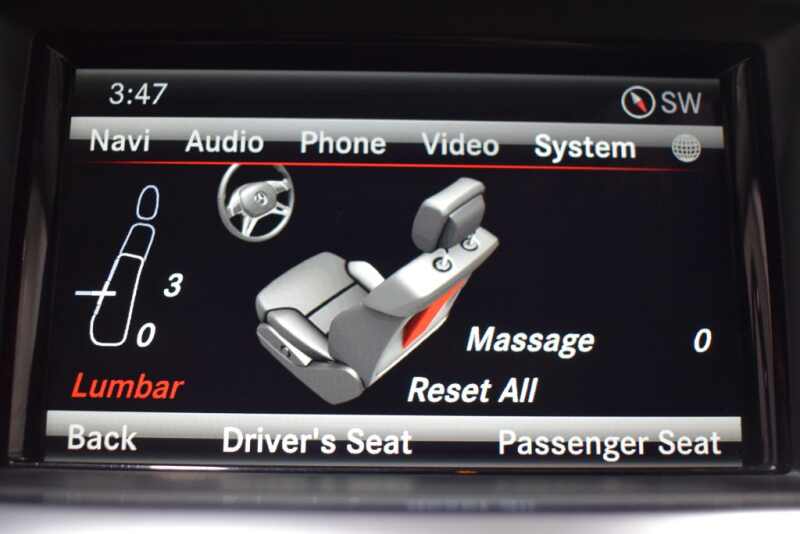 3:47 SW
Navi Audio Phone Video System
3
0
Massage 0
Lumbar Reset All
Back Driver's Seat Passenger Seat